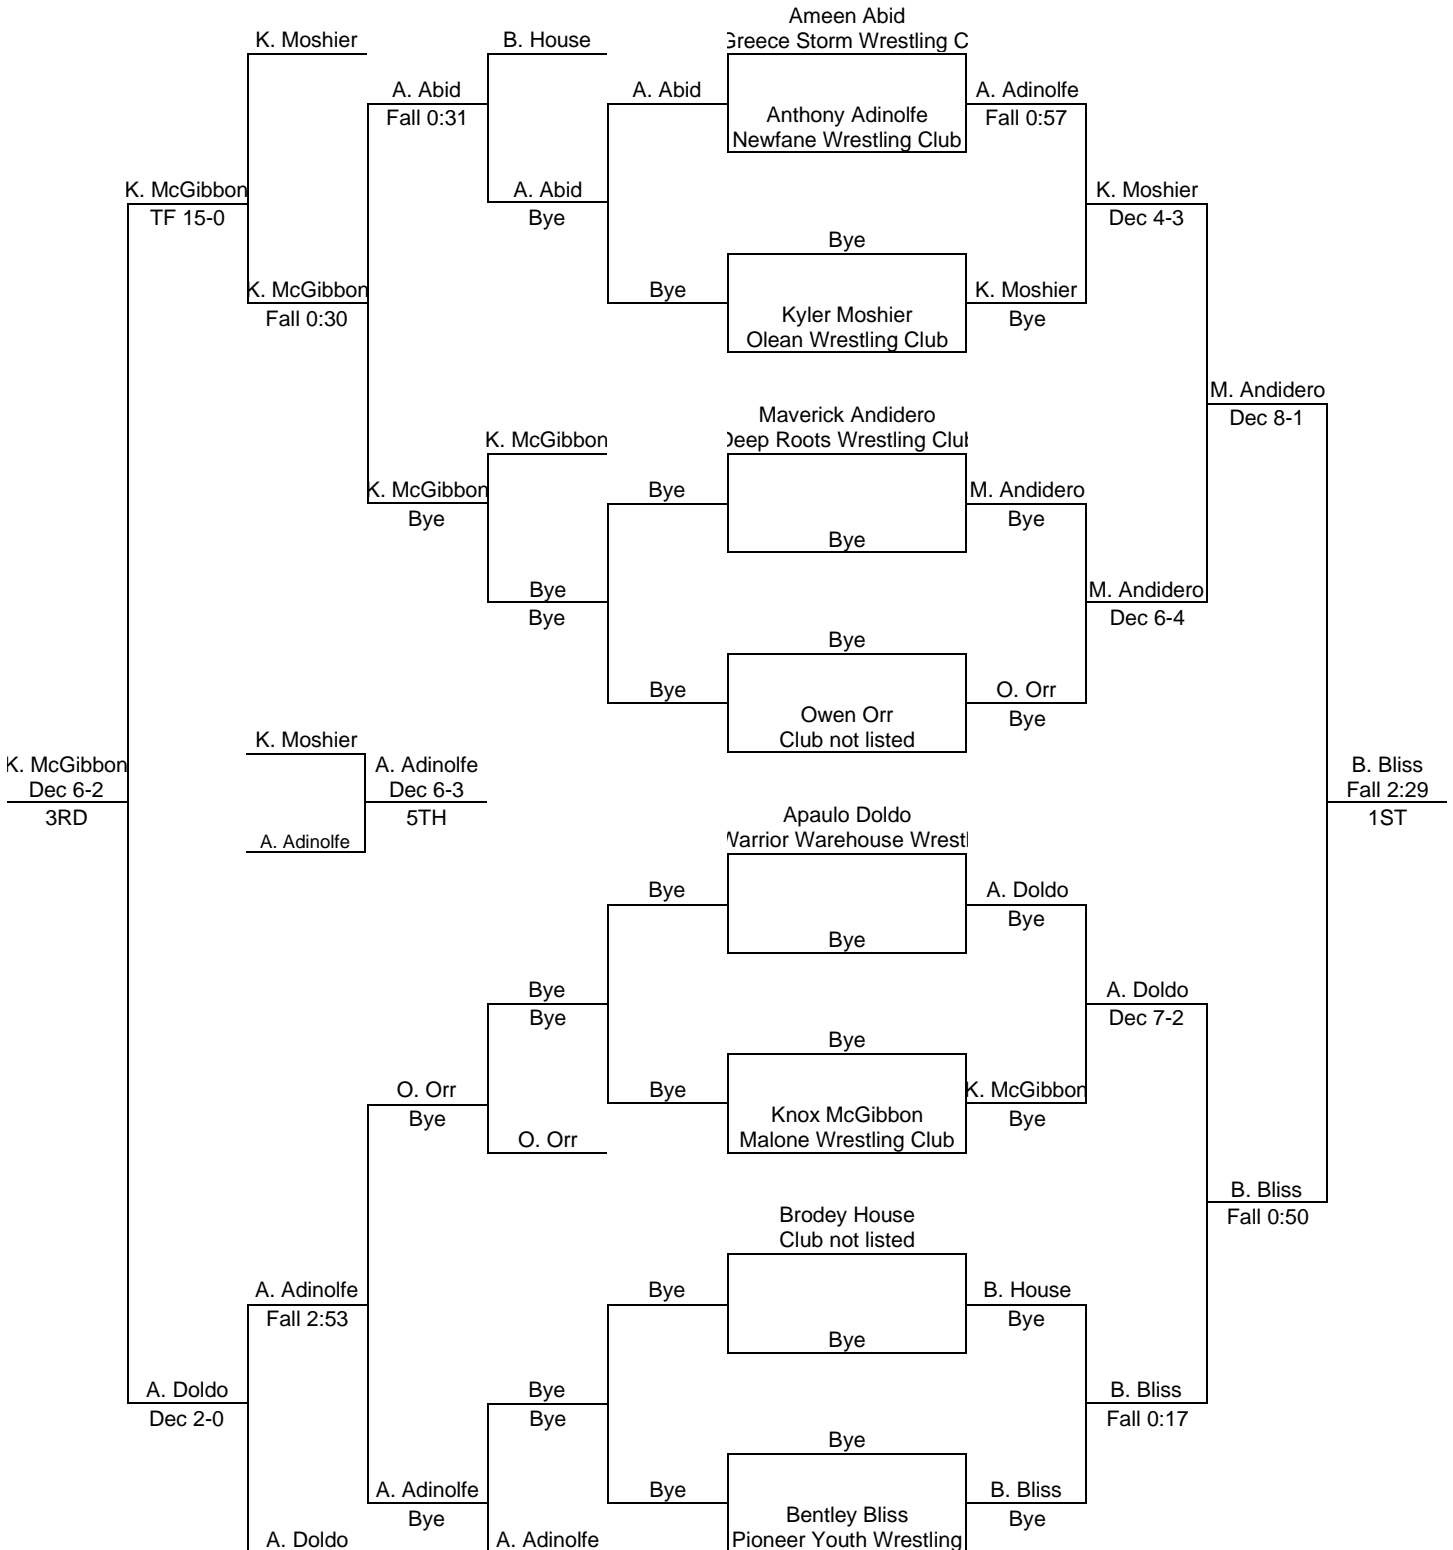 Ameen Abid
Greece Storm Wrestling C
K. Moshier
B. House
A. Abid
Fall 0:31
A. Abid
A. Adinolfe
Fall 0:57
Anthony Adinolfe
Newfane Wrestling Club
K. McGibbon
TF 15-0
A. Abid
Bye
K. Moshier
Dec 4-3
Bye
K. McGibbon
Fall 0:30
Bye
K. Moshier
Bye
Kyler Moshier
Olean Wrestling Club
M. Andidero
Dec 8-1
Maverick Andidero
Deep Roots Wrestling Club
K. McGibbon
K. McGibbon
Bye
Bye
M. Andidero
Bye
Bye
Bye
Bye
M. Andidero
Dec 6-4
Bye
Bye
O. Orr
Bye
Owen Orr
Club not listed
K. Moshier
K. McGibbon
Dec 6-2
3RD
A. Adinolfe
Dec 6-3
5TH
B. Bliss
Fall 2:29
1ST
A. Adinolfe
Apaulo Doldo
Warrior Warehouse Wrestl
Bye
A. Doldo
Bye
Bye
Bye
Bye
A. Doldo
Dec 7-2
Bye
O. Orr
Bye
Bye
K. McGibbon
Bye
Knox McGibbon
Malone Wrestling Club
O. Orr
B. Bliss
Fall 0:50
Brodey House
Club not listed
A. Adinolfe
Fall 2:53
Bye
B. House
Bye
Bye
A. Doldo
Dec 2-0
Bye
Bye
B. Bliss
Fall 0:17
Bye
A. Adinolfe
Bye
Bye
B. Bliss
Bye
Bentley Bliss
Pioneer Youth Wrestling
A. Doldo
A. Adinolfe